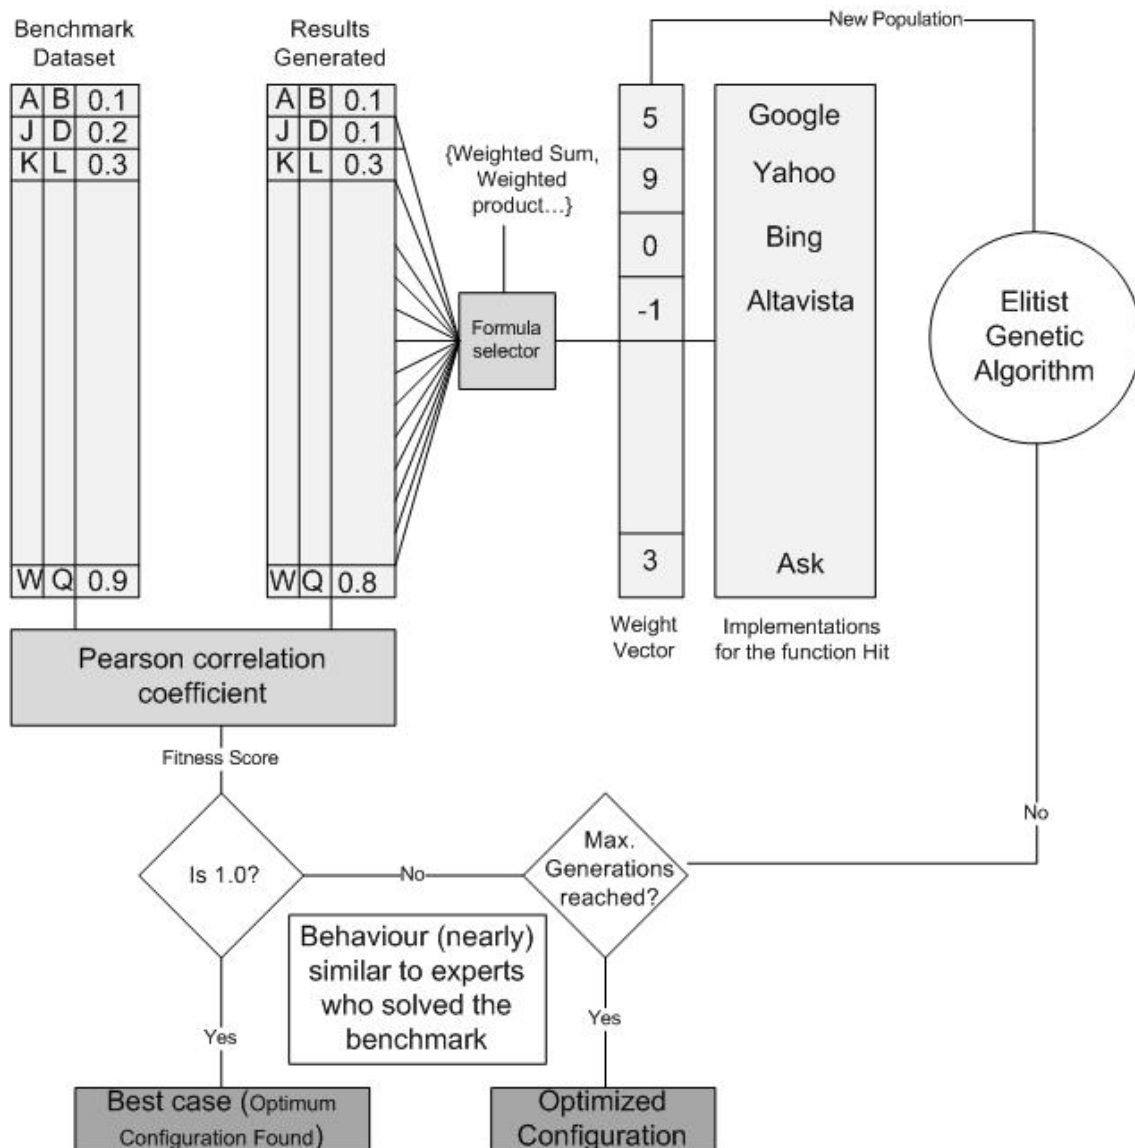 New Population
Benchmark
Dataset
Results
Generated
A B 0.1
J D 0.2
K L 0.3
W Q 0.9
A B 0.1
J D 0.1
K L 0.3
W Q 0.8
{Weighted Sum,
Weighted
product...}
Formula
selector
5
9
0
-1
3
Weight
Vector
Google
Yahoo
Bing
Altavista
Ask
Implementations
for the function Hit
Elitist
Genetic
Algorithm
Pearson correlation
coefficient
Fitness Score
Is 1.0?
No
Max.
Generations
reached?
No
Behaviour (nearly)
similar to experts
who solved the
benchmark
Yes
Yes
Best case (Optimum
Configuration Found)
Optimized
Configuration